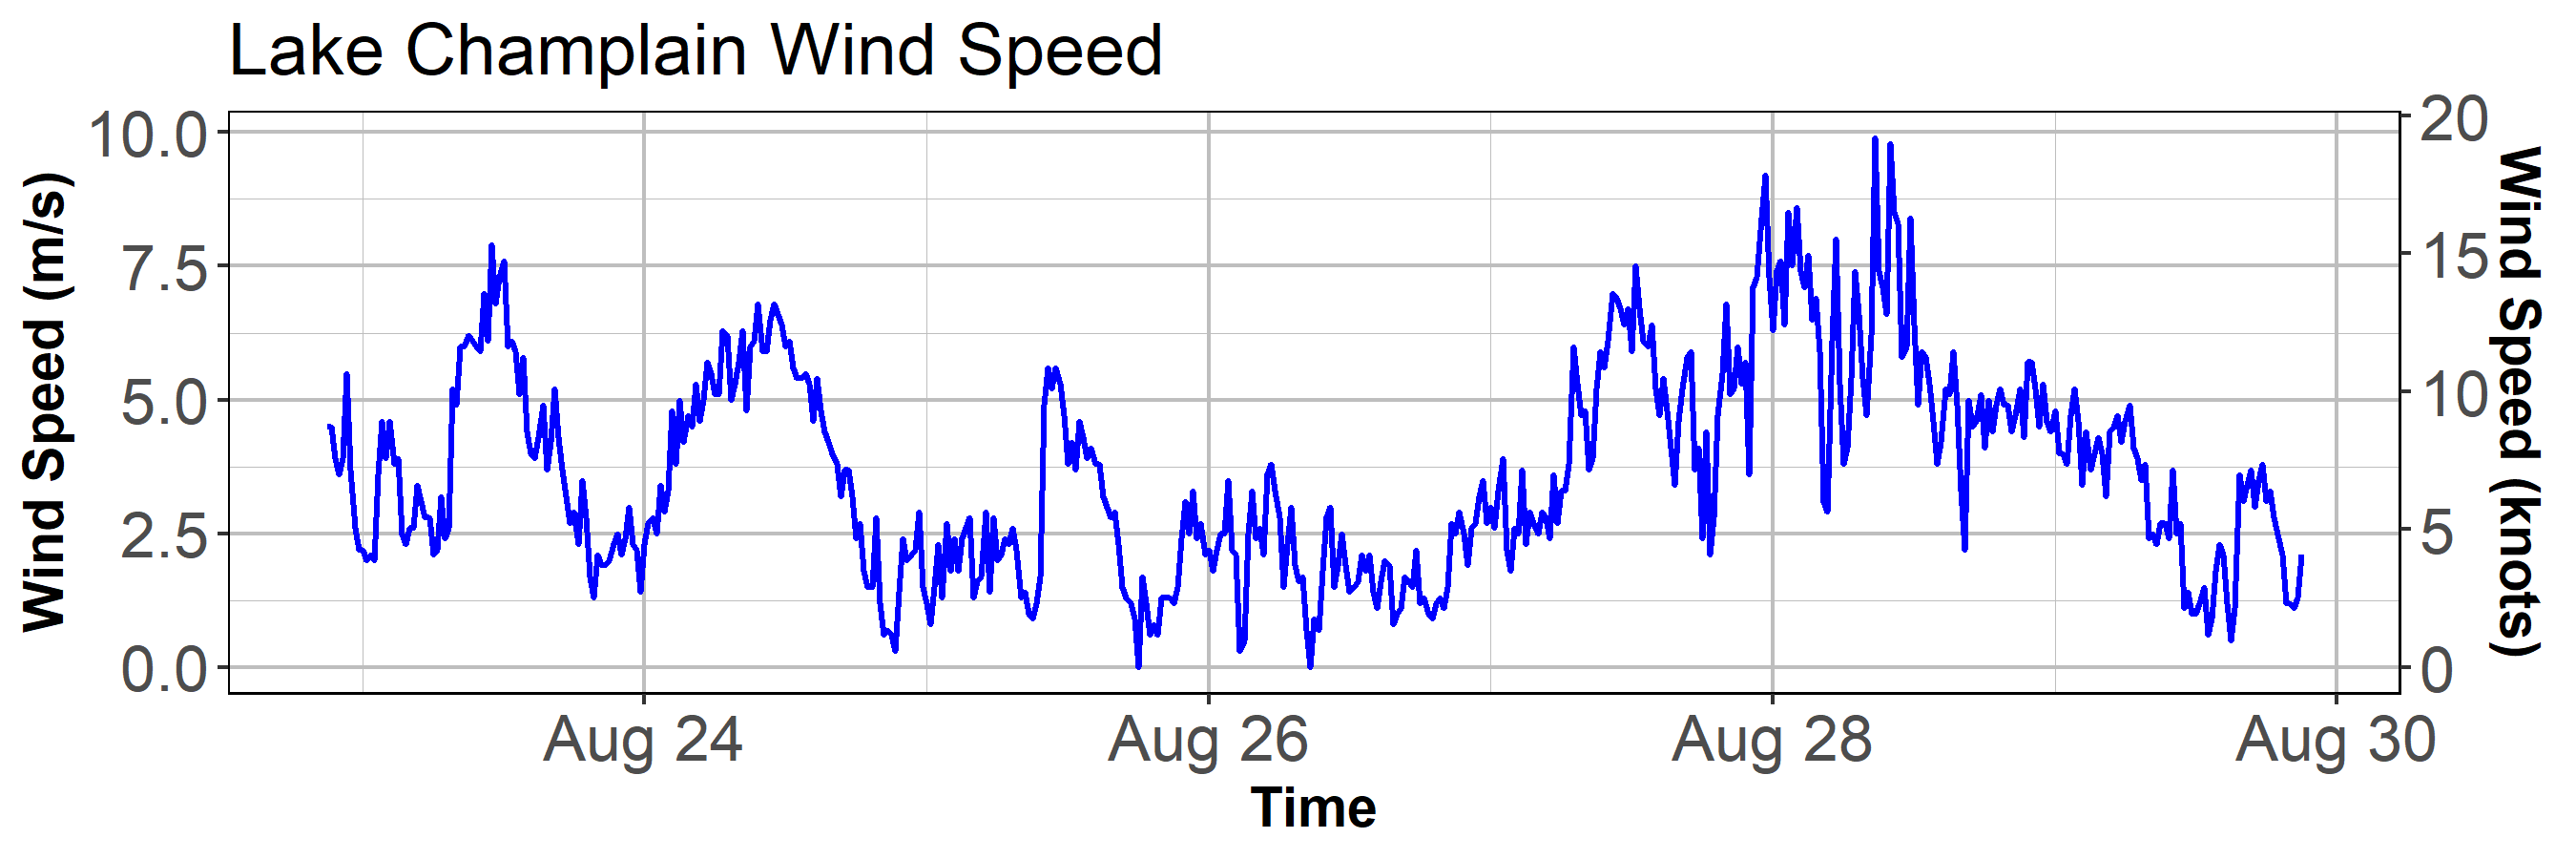 Lake Champlain Wind Speed
10.0
7.5
5.0
2.5
0.0
Wind Speed (m/s)
20
15
10
5
0
Wind Speed (knots)
Aug 24
Aug 26
Aug 28
Aug 30
Time